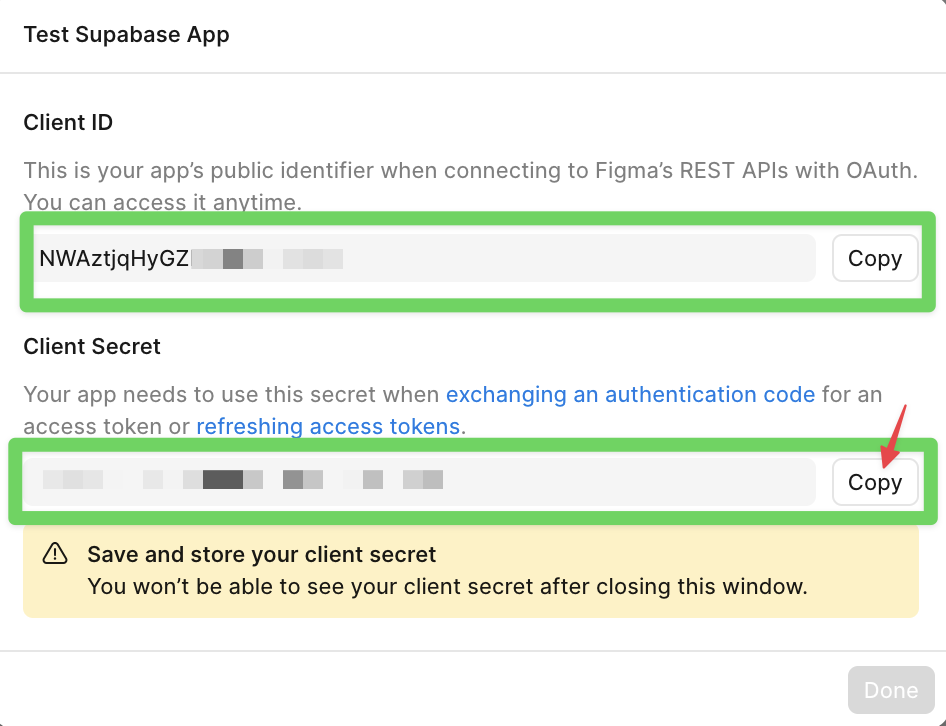 Test Supabase App
Client ID
This is your app’s public identifier when connecting to Figma’s REST APIs with OAuth.
You can access it anytime.
NWAztjqHyGZ
Copy
Client Secret
Your app needs to use this secret when exchanging an authentication code for an
access token or refreshing access tokens.
Copy
Save and store your client secret
You won’t be able to see your client secret after closing this window.
Done